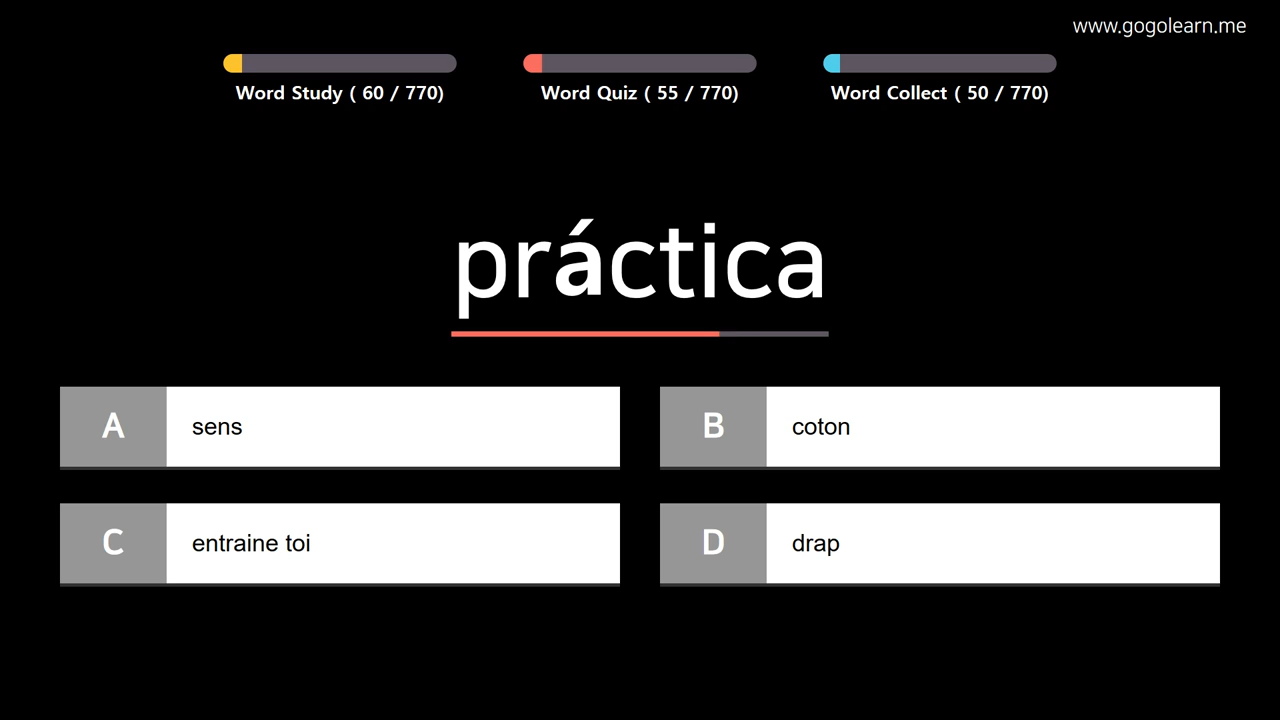 www.gogolearn.me
Word Study ( 60 / 770)
Word Quiz ( 55 / 770)
Word Collect ( 50 / 770)
práctica
A sens
B coton
C entraine toi
D drap